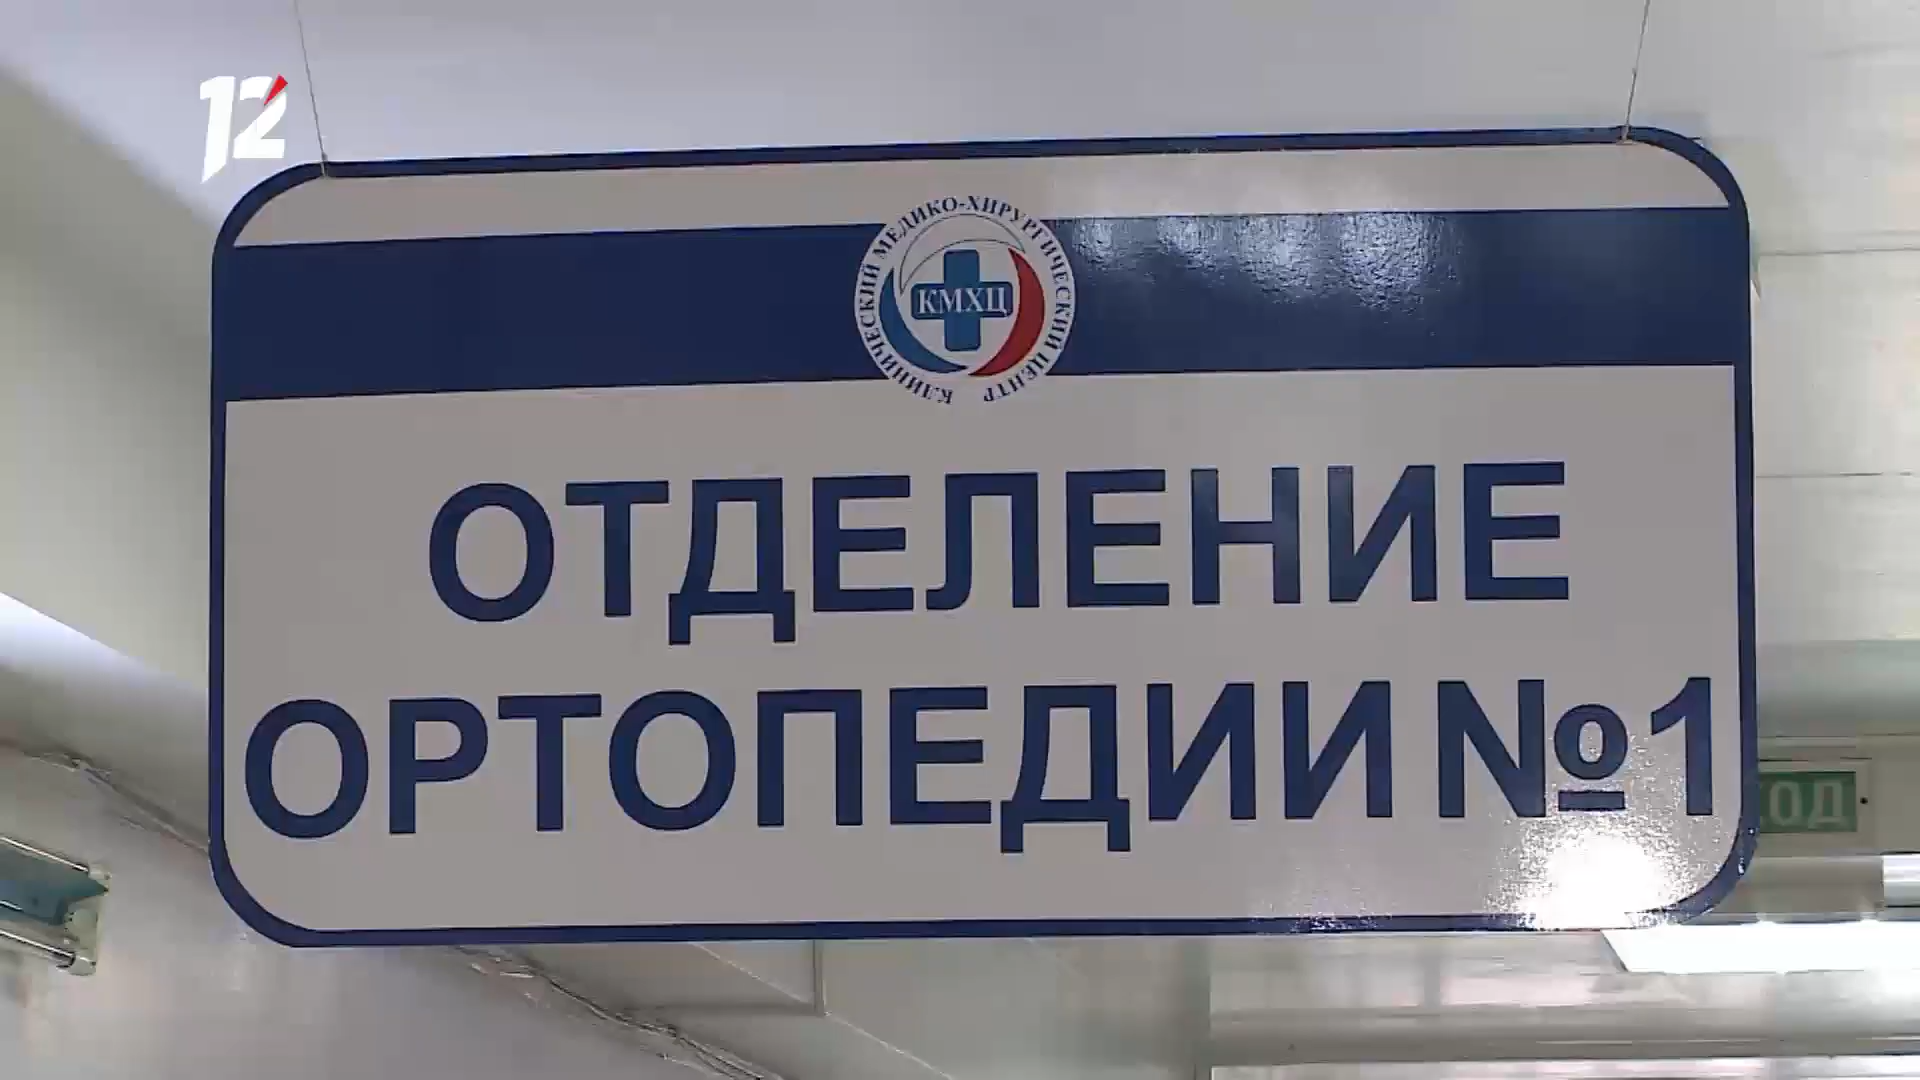 12
КЛИНИЧЕСКИЙ МЕДИКО-ХИРУРГИЧЕСКИЙ ЦЕНТР
КМХЦ
ОТДЕЛЕНИЕ
ОРТОПЕДИИ №1